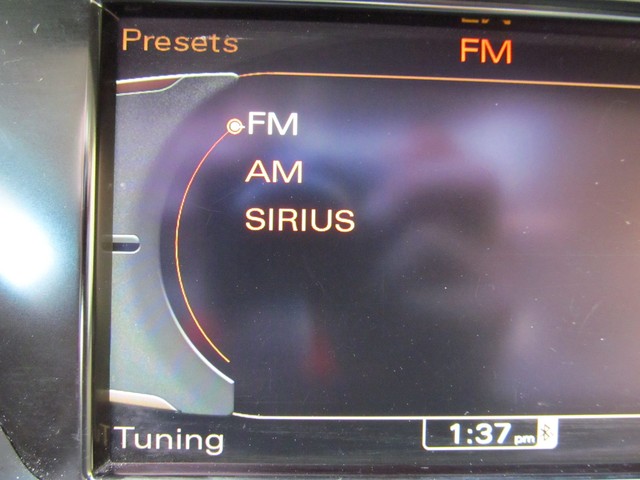 Presets
FM
FM
AM
SIRIUS
Tuning
1:37 pm